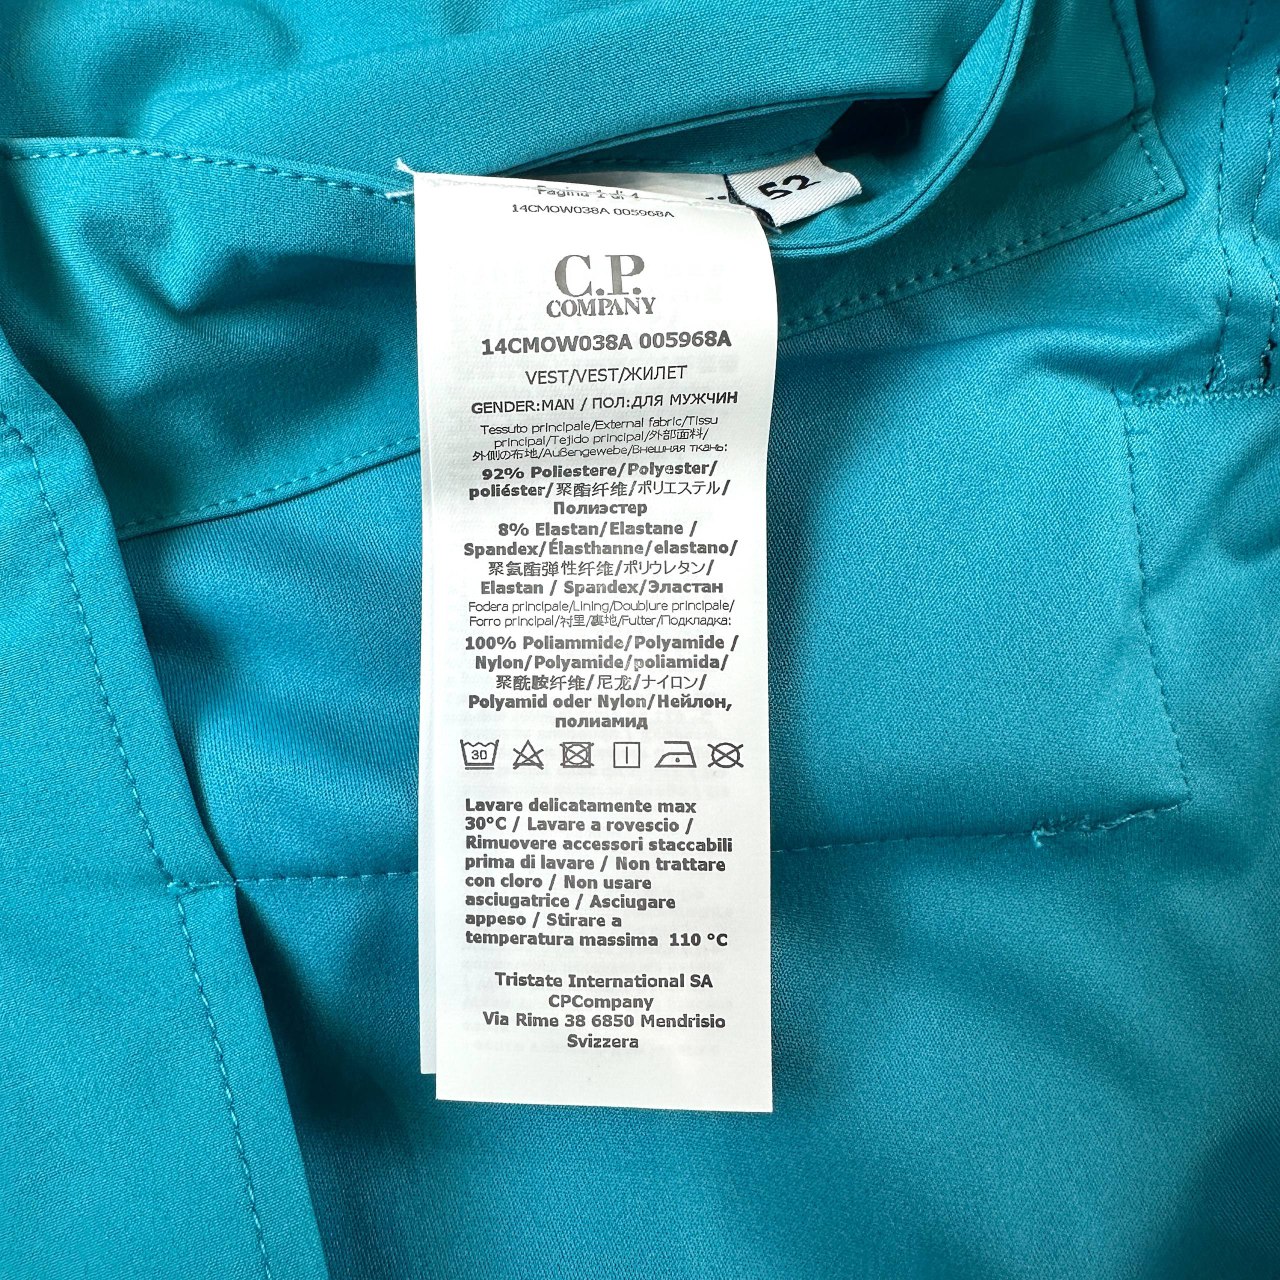 Pagina 1 di 4
14CMOW038A 005968A
52
C.P.
COMPANY
14CMOW038A 005968A
VEST/VEST/ЖИЛЕТ
GENDER:MAN / ПОЛ:ДЛЯ МУЖЧИН
Tessuto principale/External fabric/Tissu
principal/Tejido principal/外部面料/
外側の布地/Außengewebe/Внешняя ткань:
92% Poliestere/Polyester/
poliéster/聚酯纤维/ポリエステル/
Полиэстер
8% Elastan/Elastane /
Spandex/Élasthanne/elastano/
聚氨酯弹性纤维/ポリウレタン/
Elastan / Spandex/Эластан
Fodera principale/Lining/Doublure principale/
Forro principal/衬里/裏地/Futter/Подкладка:
100% Poliammide/Polyamide /
Nylon/Polyamide/poliamida/
聚酰胺纤维/尼龙/ナイロン/
Polyamid oder Nylon/Нейлон,
полиамид
30
Lavare delicatamente max
30°C / Lavare a rovescio /
Rimuovere accessori staccabili
prima di lavare / Non trattare
con cloro / Non usare
asciugatrice / Asciugare
appeso / Stirare a
temperatura massima 110 °C
Tristate International SA
CPCompany
Via Rime 38 6850 Mendrisio
Svizzera